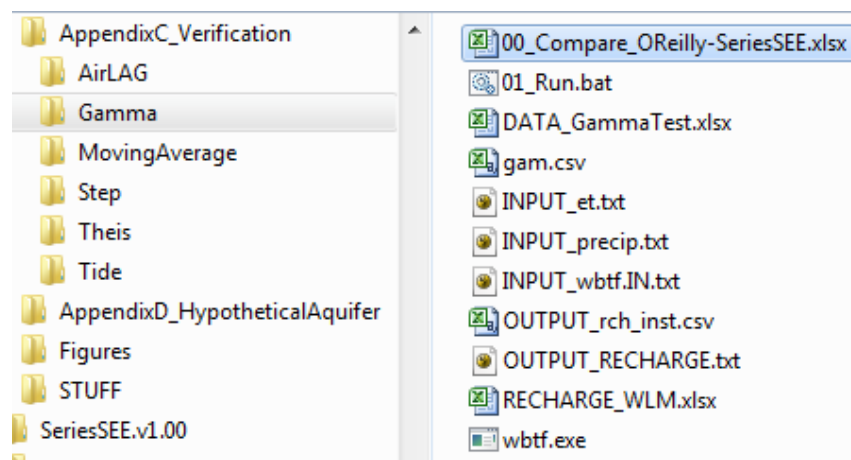 AppendixC_Verification
AirLAG
Gamma
MovingAverage
Step
Theis
Tide
AppendixD_HypotheticalAquifer
Figures
STUFF
SeriesSEE.v1.00
00_Compare_OReilly-SeriesSEE.xlsx
01_Run.bat
DATA_GammaTest.xlsx
gam.csv
INPUT_et.txt
INPUT_precip.txt
INPUT_wbtf.IN.txt
OUTPUT_rch_inst.csv
OUTPUT_RECHARGE.txt
RECHARGE_WLM.xlsx
wbtf.exe